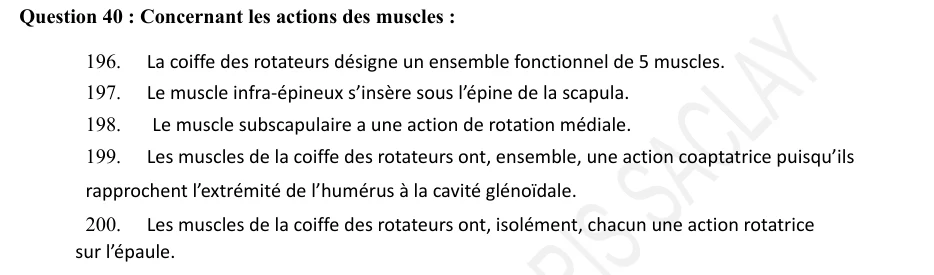 Question 40 : Concernant les actions des muscles :
196. La coiffe des rotateurs désigne un ensemble fonctionnel de 5 muscles.
197. Le muscle infra-épineux s’insère sous l’épine de la scapula.
198. Le muscle subscapulaire a une action de rotation médiale.
199. Les muscles de la coiffe des rotateurs ont, ensemble, une action coaptatrice puisqu’ils
rapprochent l’extrémité de l’humérus à la cavité glénoïdale.
200. Les muscles de la coiffe des rotateurs ont, isolément, chacun une action rotatrice
sur l’épaule.
RIS SACLAY